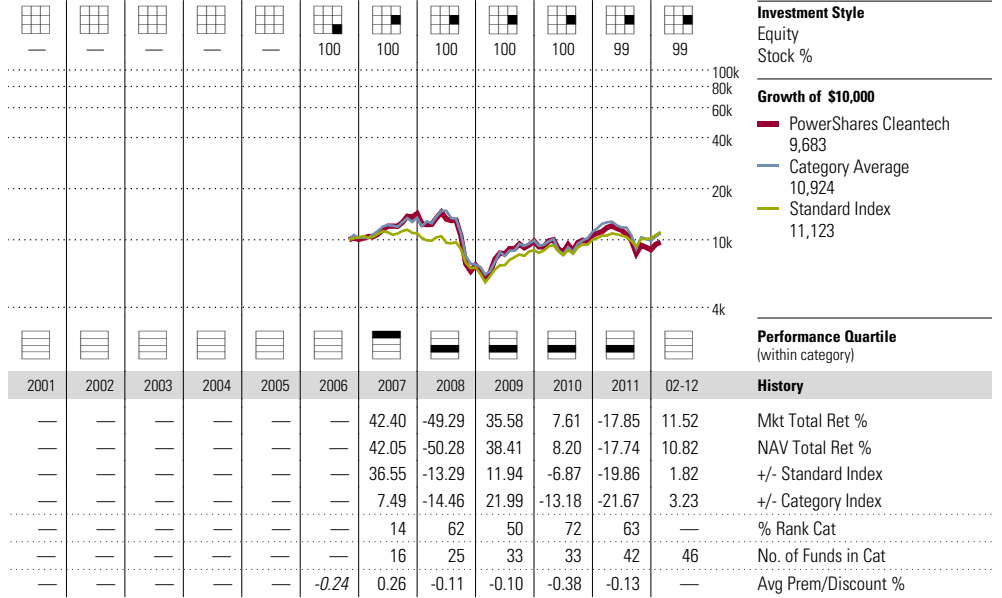 Investment Style
Equity
— — — — — 100 100 100 100 100 99 99 Stock %
100k
80k
60k
40k
20k
10k
4k
Growth of $10,000
PowerShares Cleantech
9,683
Category Average
10,924
Standard Index
11,123
Performance Quartile
(within category)
2001 2002 2003 2004 2005 2006 2007 2008 2009 2010 2011 02-12 History
— — — — — — 42.40 -49.29 35.58 7.61 -17.85 11.52 Mkt Total Ret %
— — — — — — 42.05 -50.28 38.41 8.20 -17.74 10.82 NAV Total Ret %
— — — — — — 36.55 -13.29 11.94 -6.87 -19.86 1.82 +/- Standard Index
— — — — — — 7.49 -14.46 21.99 -13.18 -21.67 3.23 +/- Category Index
— — — — — — 14 62 50 72 63 — % Rank Cat
— — — — — — 16 25 33 33 42 46 No. of Funds in Cat
— — — — — -0.24 0.26 -0.11 -0.10 -0.38 -0.13 — Avg Prem/Discount %